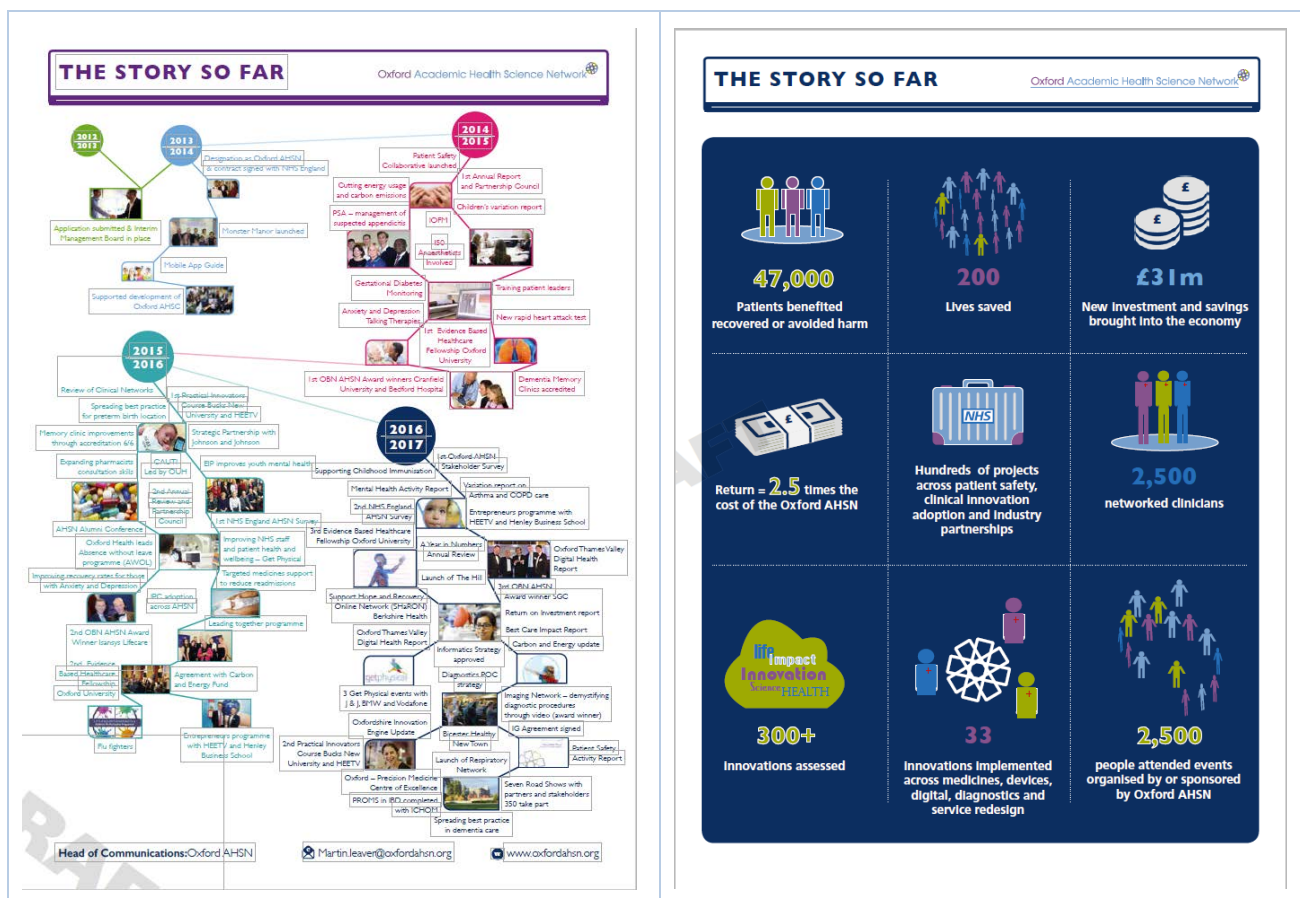 THE STORY SO FAR
Oxford Academic Health Science Network
2012
2013
2013
2014
2014
2015
Designation as Oxford AHSN
& contract signed with NHS England
Application submitted & Interim
Management Board in place
Monster Manor launched
Mobile App Guide
Supported development of
Oxford AHSC
Patient Safety
Collaborative launched
1st Annual Report
and Partnership Council
Cutting energy usage
and carbon emissions
Children's variation report
PSA – management of
suspected appendicitis
ICPM
ISO
Anaesthetists
Involved
Gestational Diabetes
Monitoring
Training patient leaders
Anxiety and Depression
Talking Therapies
New rapid heart attack test
1st Evidence Based
Healthcare
Fellowship Oxford
University
1st OBN AHSN Award winners Cranfield
University and Bedford Hospital
Dementia Memory
Clinics accredited
2015
2016
Review of Clinical Networks
1st Practical Innovators
Course Bucks New
University and HEETV
Spreading best practice
for preterm birth location
Memory clinic improvements
through accreditation 6/6
Strategic Partnership with
Johnson and Johnson
Expanding pharmacists
consultation skills
CAUTI
Led by OUH
EIP improves youth mental health
2nd Annual
Review and
Partnership
Council
AHSN Alumni Conference
1st NHS England AHSN Survey
Oxford Health leads
Absence without leave
programme (AWOL)
Improving NHS staff
and patient health and
wellbeing – Get Physical
Improving recovery rates for those
with Anxiety and Depression
Targeted medicines support
to reduce readmissions
IPC adoption
across AHSN
Leading together programme
2nd OBN AHSN Award
Winner Isansys Lifecare
2nd Evidence
Based Healthcare
Fellowship
Oxford University
Agreement with Carbon
and Energy Fund
Flu fighters
Entrepreneurs programme
with HEETV and Henley
Business School
2016
2017
1st Oxford AHSN
Stakeholder Survey
Supporting Childhood Immunization
Mental Health Activity Report
Variation report on
Asthma and COPD care
2nd NHS England
AHSN Survey
Entrepreneurs programme with
HEETV and Henley Business School
3rd Evidence Based Healthcare
Fellowship Oxford University
A Year in Numbers
Annual Review
Oxford Thames Valley
Digital Health
Report
Launch of The Hill
3rd OBN AHSN
Award winner SGC
Support Hope and Recovery
Online Network (SHaRON)
Berkshire Health
Return on Investment report
Best Care Impact Report
Oxford Thames Valley
Digital Health Report
Carbon and Energy update
Informatics Strategy
approved
getphysical
Diagnostics POC
strategy
3 Get Physical events with
J & J, BMW and Vodafone
Imaging Network – demystifying
diagnostic procedures
through video (award winner)
Oxfordshire Innovation
Engine Update
Bicester Healthy
New Town
IG Agreement signed
2nd Practical Innovators
Course Bucks New
University and HEETV
Patient Safety
Activity Report
Launch of Respiratory
Network
Oxford – Precision Medicine
Centre of Excellence
Seven Road Shows with
partners and stakeholders
350 take part
PROMS in IBD completed
with ICHOM
Spreading best practice
in dementia care
Head of Communications:Oxford AHSN
Martin.leaver@oxfordahsn.org
www.oxfordahsn.org
THE STORY SO FAR
Oxford Academic Health Science Network
47,000
Patients benefited
recovered or avoided harm
200
Lives saved
£
£
£31m
New investment and savings
brought into the economy
£
Return = 2.5 times the
cost of the Oxford AHSN
NHS
Hundreds of projects
across patient safety,
clinical innovation
adoption and industry
partnerships
2,500
networked clinicians
life
impact
Innovation
Science HEALTH
300+
Innovations assessed
33
Innovations Implemented
across medicines, devices,
digital, diagnostics and
service redesign
2,500
people attended events
organised by or sponsored
by Oxford AHSN